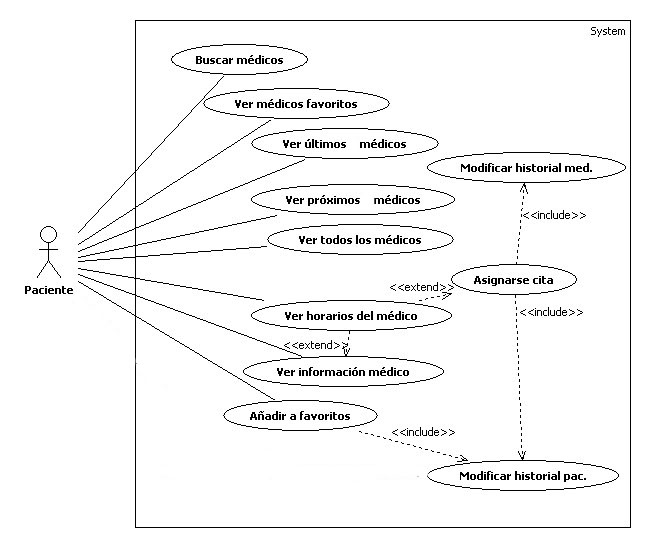 System
Buscar médicos
Ver médicos favoritos
Ver últimos médicos
Modificar historial med.
Ver próximos médicos
<<include>>
Ver todos los médicos
Paciente
Asignarse cita
<<extend>>
Ver horarios del médico
<<include>>
<<extend>>
Ver información médico
Añadir a favoritos
<<include>>
Modificar historial pac.